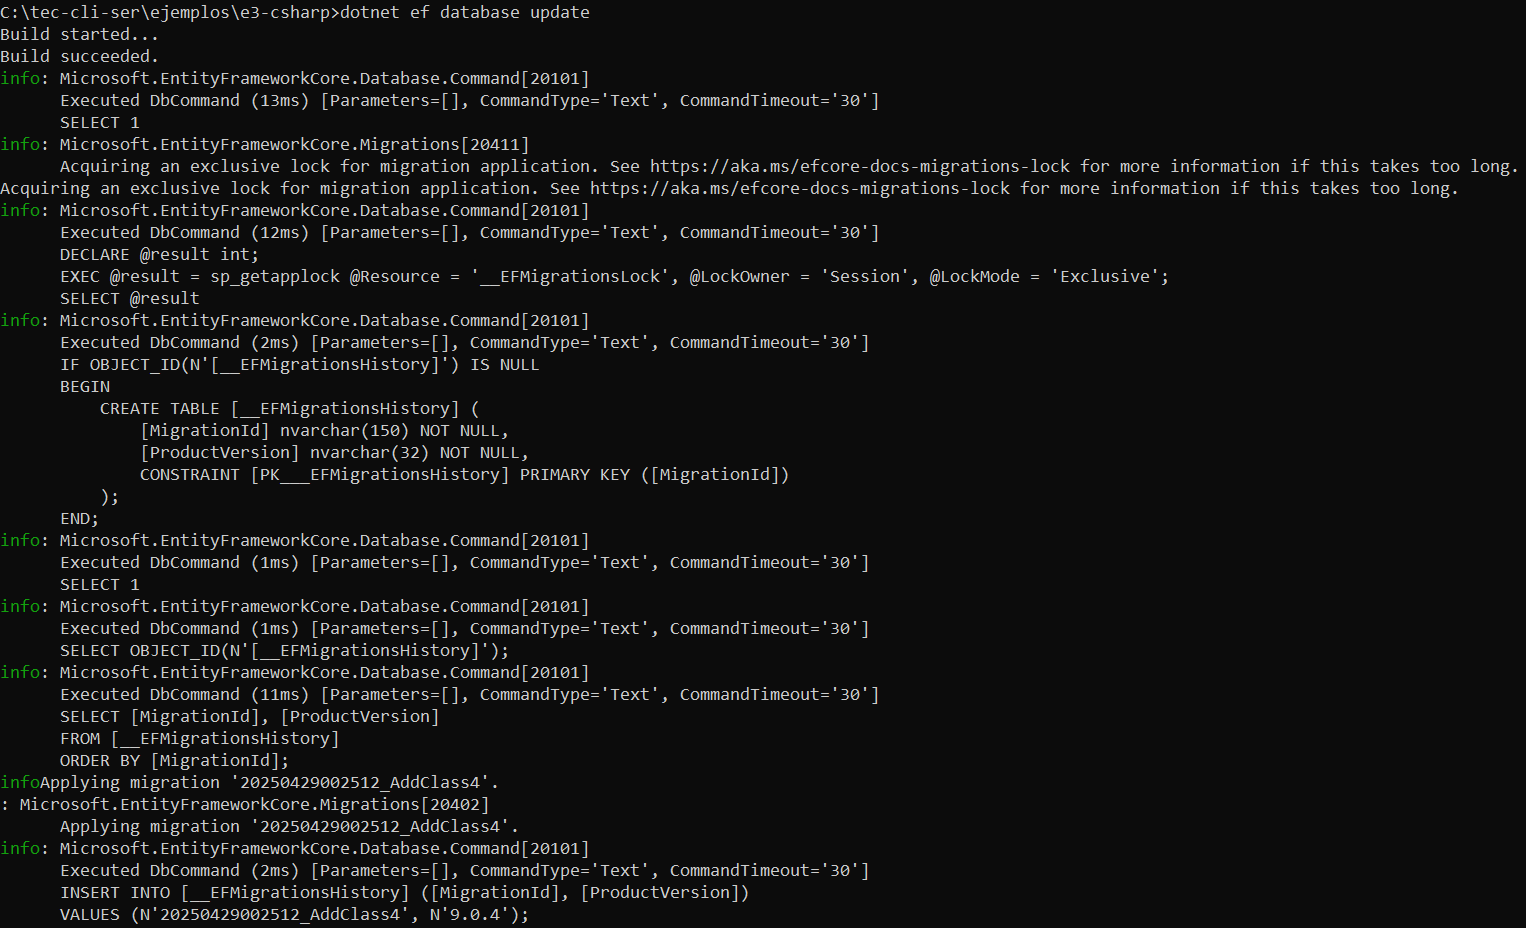 C:\tec-cli-ser\ejemplos\e3-csharp>dotnet ef database update
Build started...
Build succeeded.
info: Microsoft.EntityFrameworkCore.Database.Command[20101]
      Executed DbCommand (13ms) [Parameters=[], CommandType='Text', CommandTimeout='30']
      SELECT 1
info: Microsoft.EntityFrameworkCore.Migrations[20411]
      Acquiring an exclusive lock for migration application. See https://aka.ms/efcore-docs-migrations-lock for more information if this takes too long.
Acquiring an exclusive lock for migration application. See https://aka.ms/efcore-docs-migrations-lock for more information if this takes too long.
info: Microsoft.EntityFrameworkCore.Database.Command[20101]
      Executed DbCommand (12ms) [Parameters=[], CommandType='Text', CommandTimeout='30']
      DECLARE @result int;
      EXEC @result = sp_getapplock @Resource = '__EFMigrationsLock', @LockOwner = 'Session', @LockMode = 'Exclusive';
      SELECT @result
info: Microsoft.EntityFrameworkCore.Database.Command[20101]
      Executed DbCommand (2ms) [Parameters=[], CommandType='Text', CommandTimeout='30']
      IF OBJECT_ID(N'[__EFMigrationsHistory]') IS NULL
      BEGIN
          CREATE TABLE [__EFMigrationsHistory] (
              [MigrationId] nvarchar(150) NOT NULL,
              [ProductVersion] nvarchar(32) NOT NULL,
              CONSTRAINT [PK___EFMigrationsHistory] PRIMARY KEY ([MigrationId])
          );
      END;
info: Microsoft.EntityFrameworkCore.Database.Command[20101]
      Executed DbCommand (1ms) [Parameters=[], CommandType='Text', CommandTimeout='30']
      SELECT 1
info: Microsoft.EntityFrameworkCore.Database.Command[20101]
      Executed DbCommand (1ms) [Parameters=[], CommandType='Text', CommandTimeout='30']
      SELECT OBJECT_ID(N'[__EFMigrationsHistory]');
info: Microsoft.EntityFrameworkCore.Database.Command[20101]
      Executed DbCommand (11ms) [Parameters=[], CommandType='Text', CommandTimeout='30']
      SELECT [MigrationId], [ProductVersion]
      FROM [__EFMigrationsHistory]
      ORDER BY [MigrationId];
infoApplying migration '20250429002512_AddClass4'.
: Microsoft.EntityFrameworkCore.Migrations[20402]
      Applying migration '20250429002512_AddClass4'.
info: Microsoft.EntityFrameworkCore.Database.Command[20101]
      Executed DbCommand (2ms) [Parameters=[], CommandType='Text', CommandTimeout='30']
      INSERT INTO [__EFMigrationsHistory] ([MigrationId], [ProductVersion])
      VALUES (N'20250429002512_AddClass4', N'9.0.4');